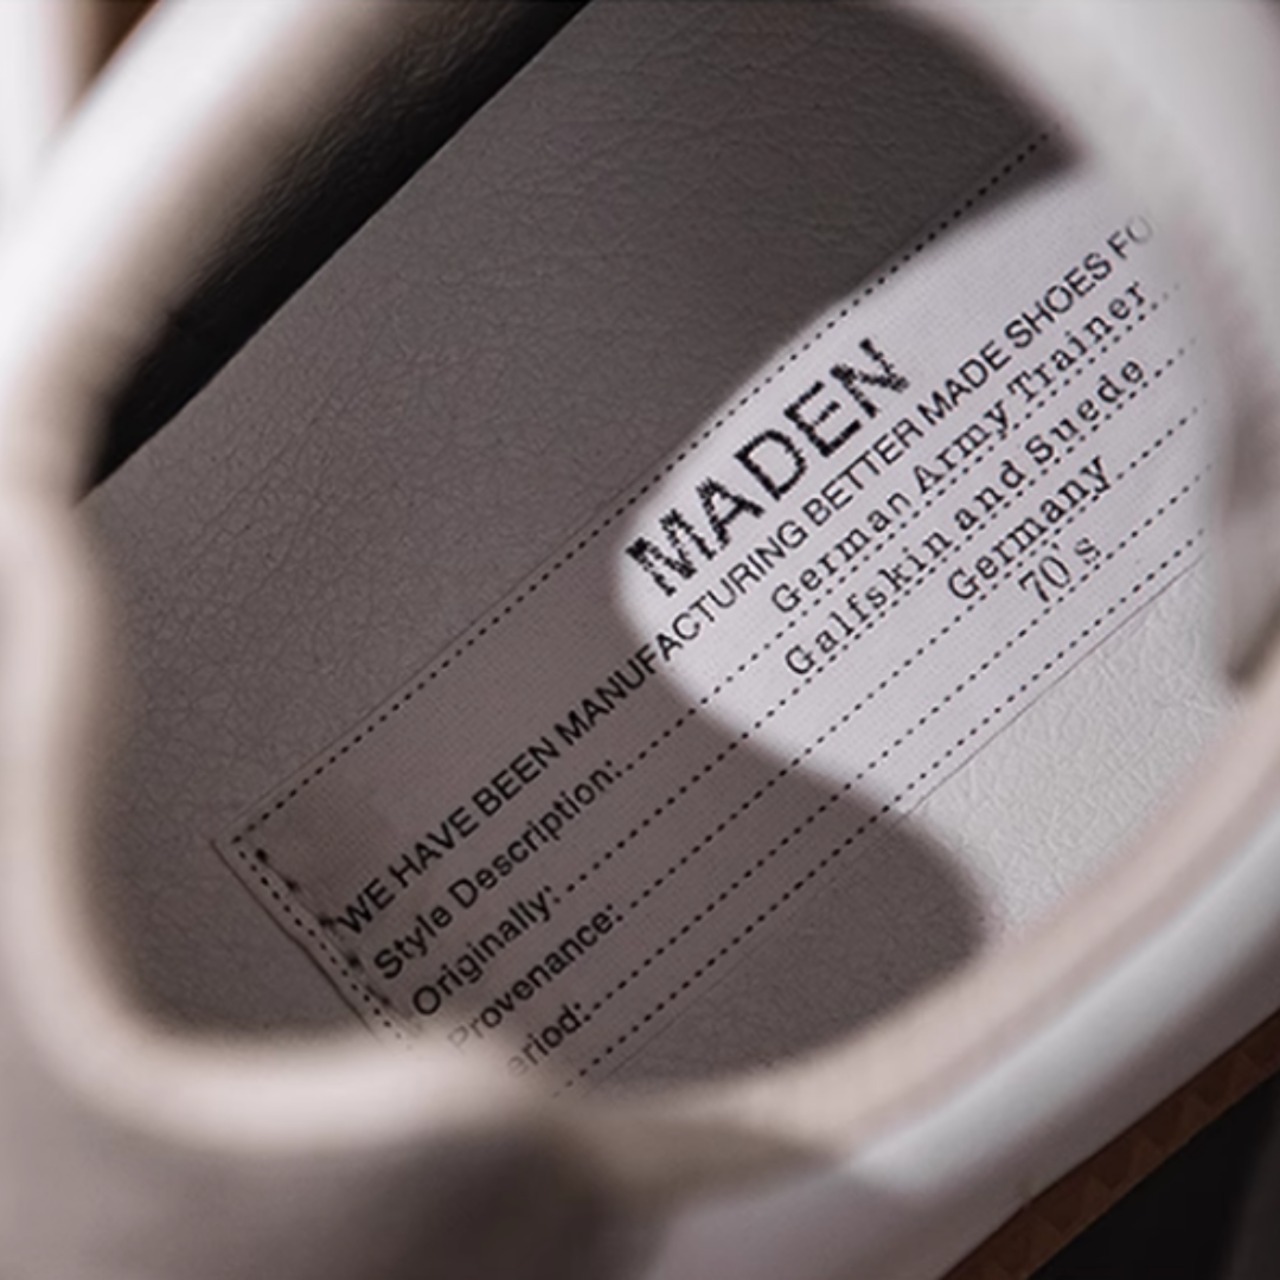 MADEN
WE HAVE BEEN MANUFACTURING BETTER MADE SHOES FO
Style Description: German Army Trainer
Originally: Galfskin and Suede
Provenance: Germany
eriod: 70's